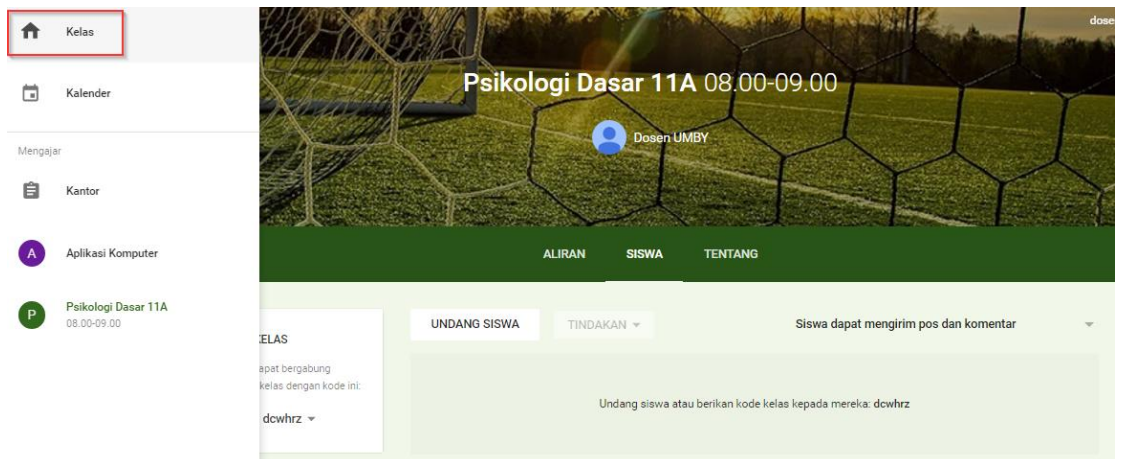 Kelas
Kalender
Mengajar
Kantor
A
Aplikasi Komputer
P
Psikologi Dasar 11A
08.00-09.00
dose
Psikologi Dasar 11A 08.00-09.00
Dosen UMBY
ALIRAN SISWA TENTANG
ELAS
apat bergabung
kelas dengan kode ini:
dcwhrz
UNDANG SISWA
TINDAKAN
Siswa dapat mengirim pos dan komentar
Undang siswa atau berikan kode kelas kepada mereka: dcwhrz